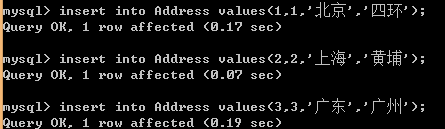 mysql> insert into Address values(1,1,'北京','四环');
Query OK, 1 row affected (0.17 sec)
mysql> insert into Address values(2,2,'上海','黄埔');
Query OK, 1 row affected (0.07 sec)
mysql> insert into Address values(3,3,'广东','广州');
Query OK, 1 row affected (0.19 sec)